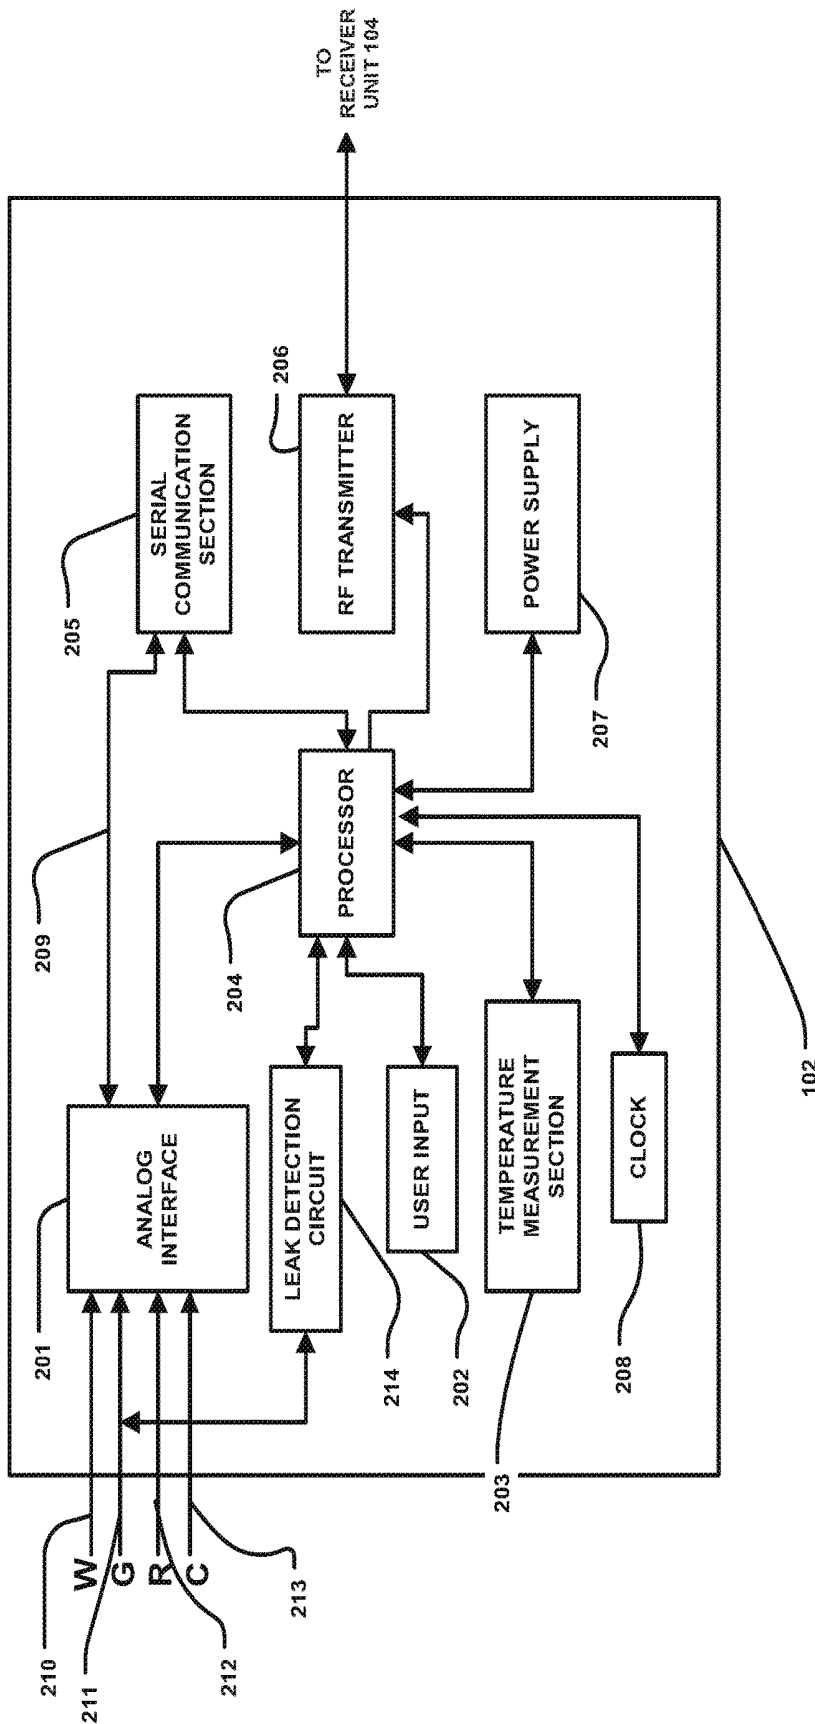 TO
RECEIVER
UNIT 104
205
SERIAL
COMMUNICATION
SECTION
206
RF TRANSMITTER
POWER SUPPLY
207
209
204
PROCESSOR
201
ANALOG
INTERFACE
LEAK DETECTION
CIRCUIT
214
USER INPUT
202
TEMPERATURE
MEASUREMENT
SECTION
203
CLOCK
208
102
W
G
R
C
210
211
212
213